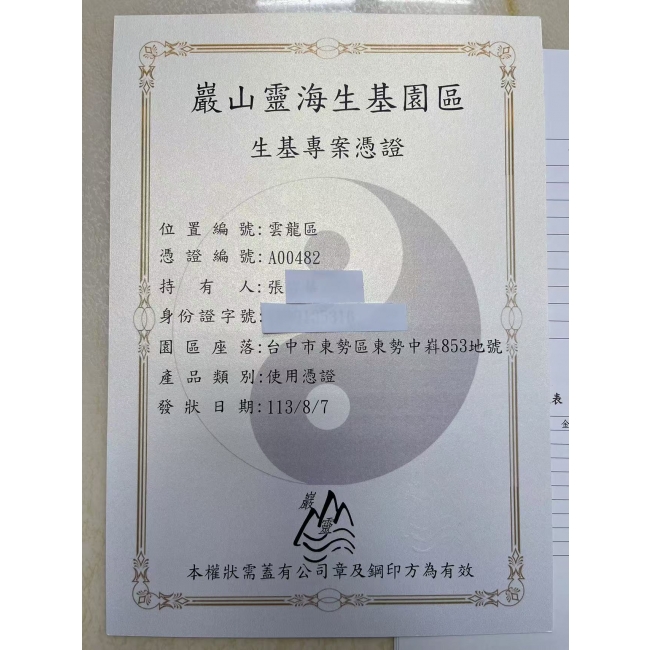 巖山靈海生基園區
生基專案憑證
位置編號:雲龍區
憑證編號:A00482
持有人:張
身份證字號:
園區座落:台中市東勢區東勢中嵙853地號
產品類別:使用憑證
發狀日期:113/8/7
巖靈
本權狀需蓋有公司章及鋼印方為有效
表
金